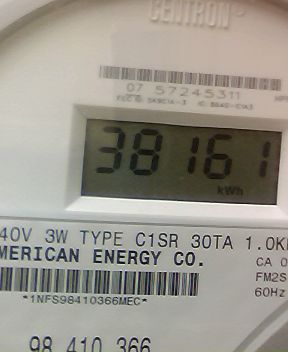 CENTRON
07 57245311
38161
kWh
40V 3W TYPE C1SR 30TA 1.0K
MERICAN ENERGY CO.
CA 0
FM2S
*1NFS98410366MEC*
60Hz
98 410 366